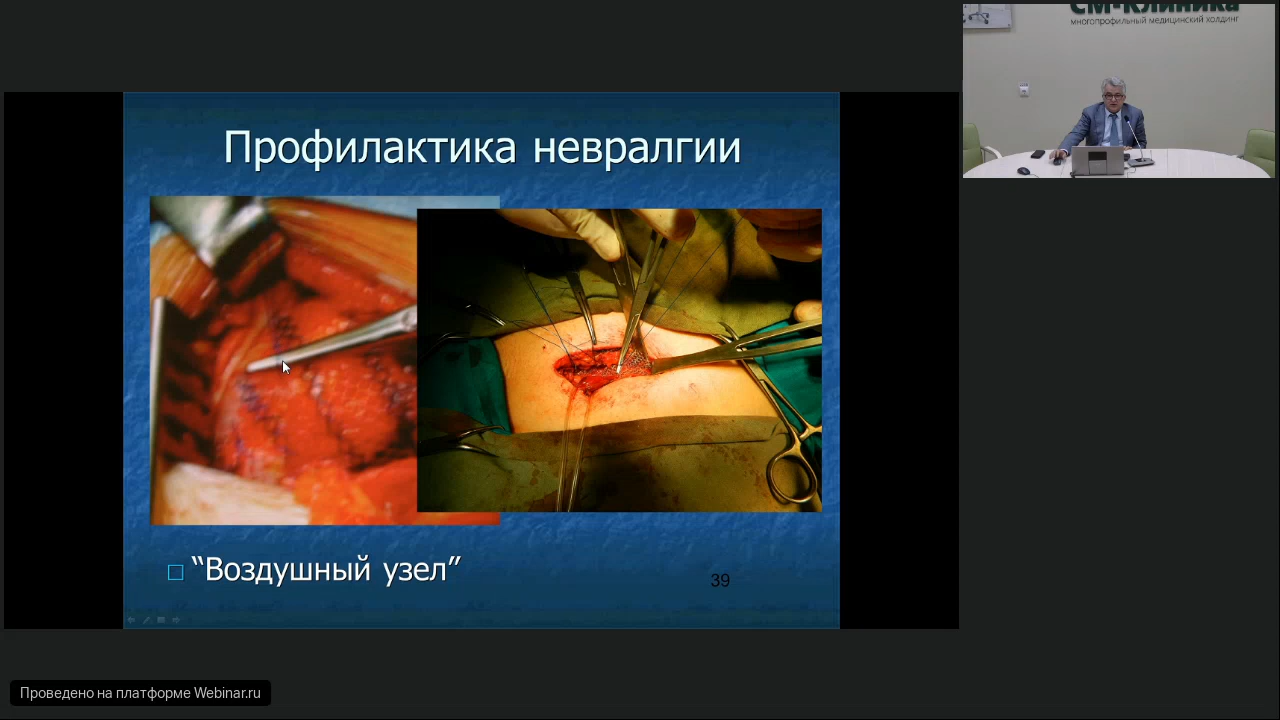 СМ-Клиника
многопрофильный медицинский холдинг
Профилактика невралгии
“Воздушный узел”
39
Проведено на платформе Webinar.ru